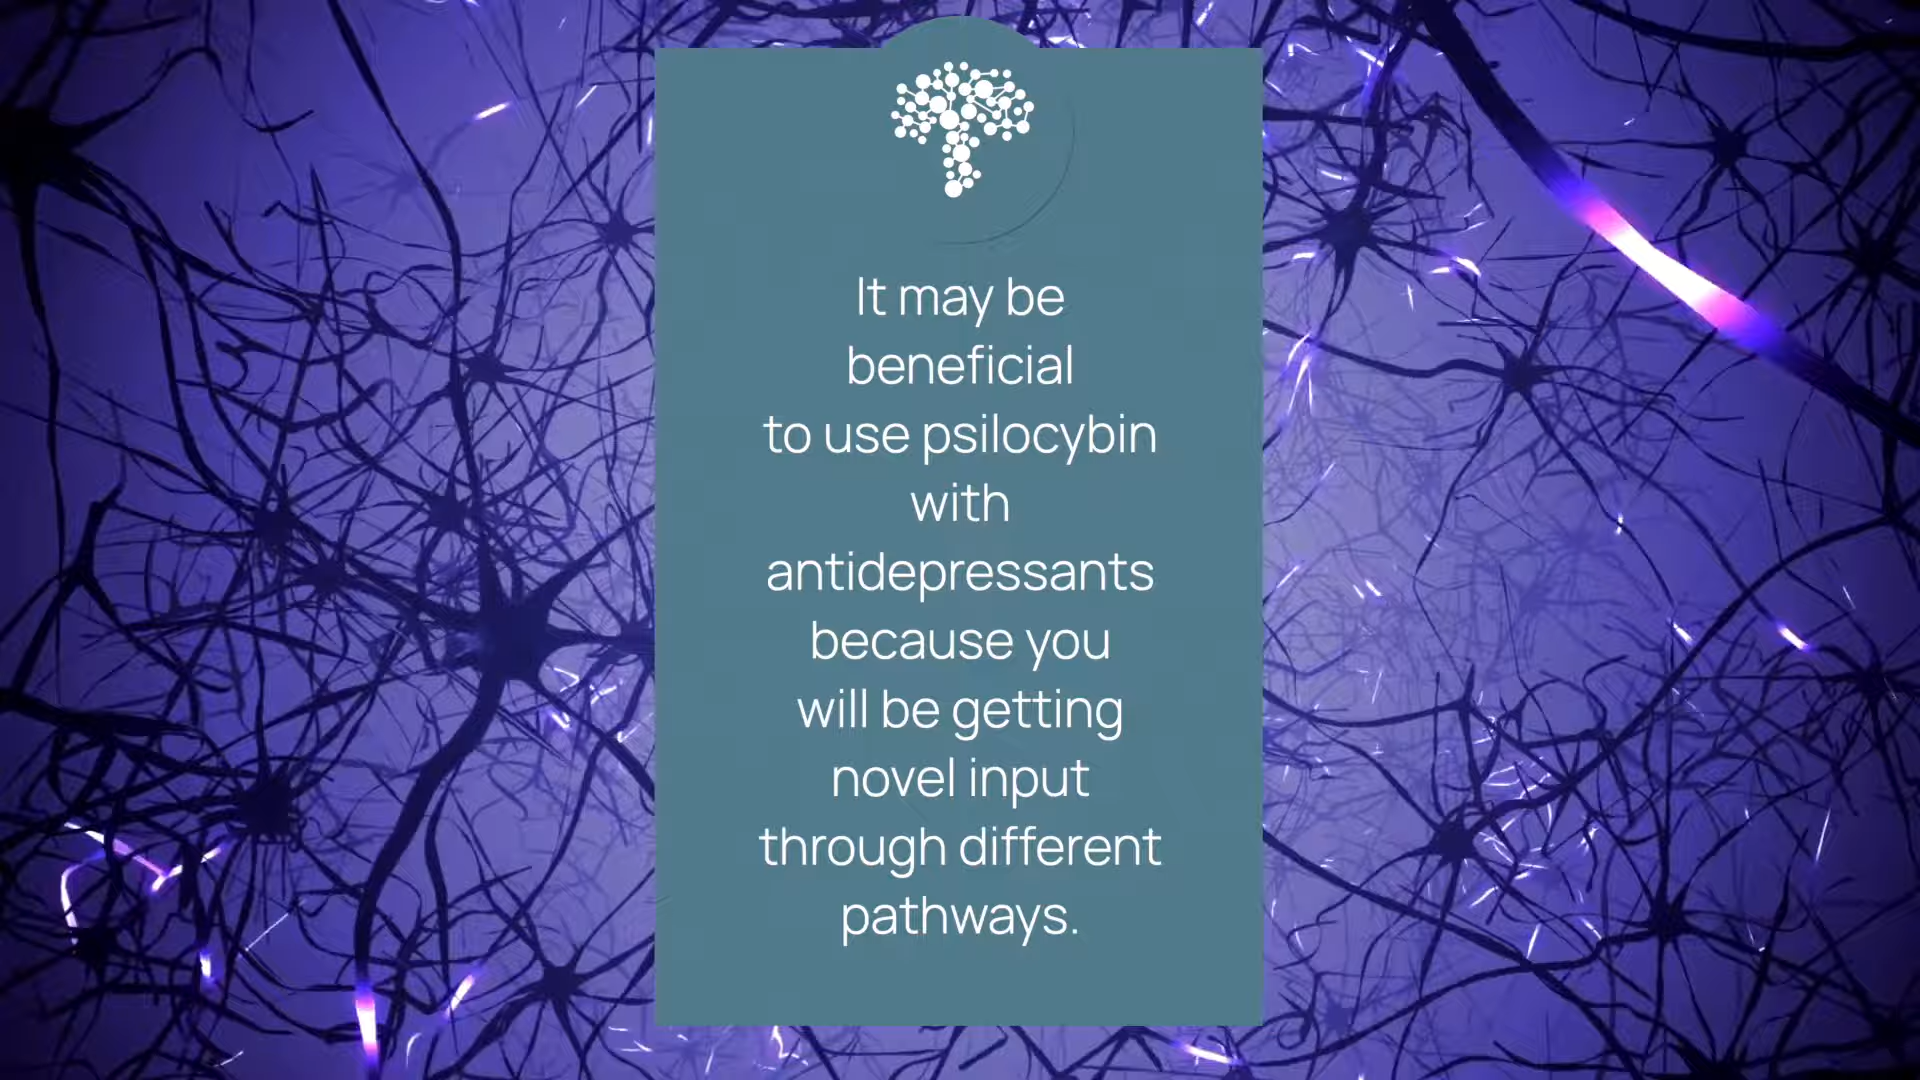 It may be
beneficial
to use psilocybin
with
antidepressants
because you
will be getting
novel input
through different
pathways.